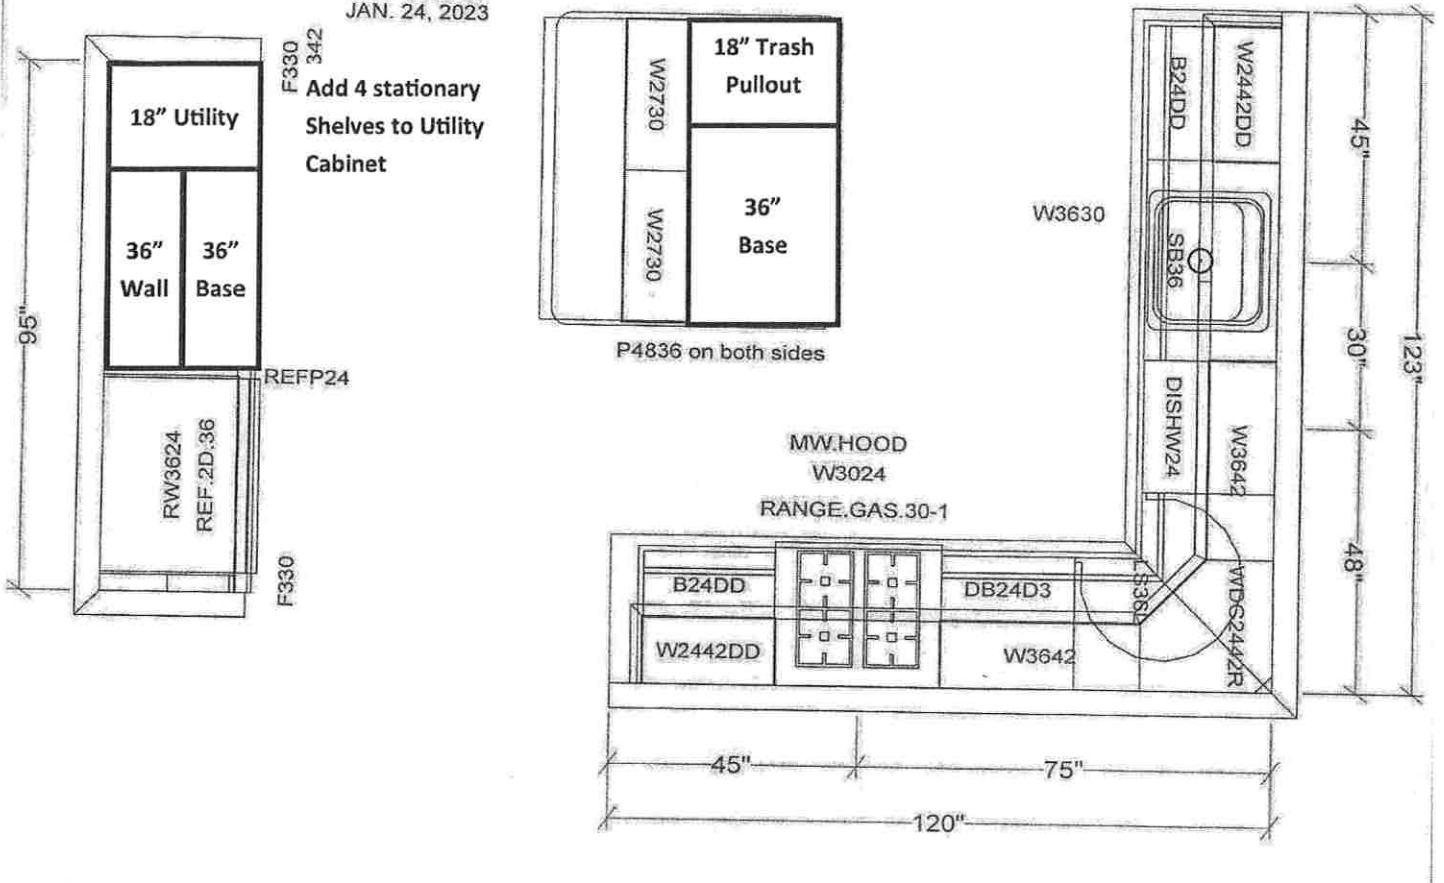 JAN. 24, 2023
F330
342
Add 4 stationary
Shelves to Utility
Cabinet
18” Utility
36”
Wall
36”
Base
95"
REFP24
RW3624
REF.2D.36
F330
W2730
W2730
18” Trash
Pullout
36”
Base
P4836 on both sides
W3630
B24DD
W2442DD
SB36
DISHW24
W3642
45"
30"
48"
123"
MW.HOOD
W3024
RANGE.GAS.30-1
B24DD
W2442DD
DB24D3
W3642
WDC2442R
45"
75"
120"